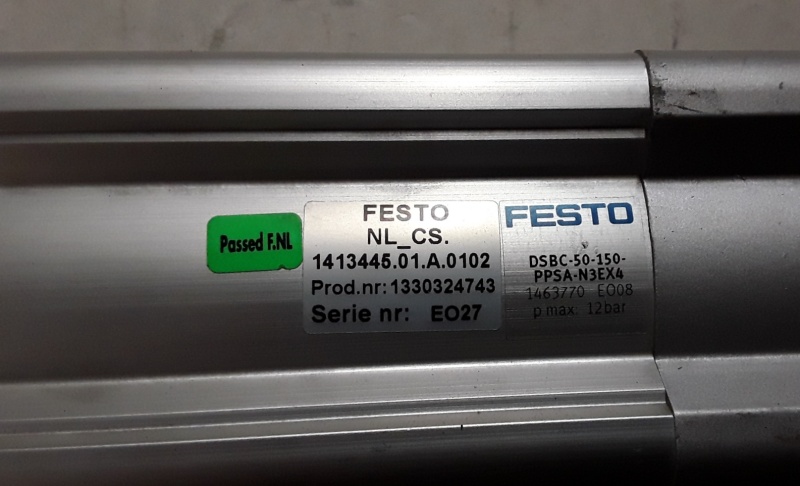 Passed F.NL
FESTO
NL_CS.
1413445.01.A.0102
Prod.nr: 1330324743
Serie nr: EO27
FESTO
DSBC-50-150-
PPSA-N3EX4
1463770 EO08
p max: 12bar